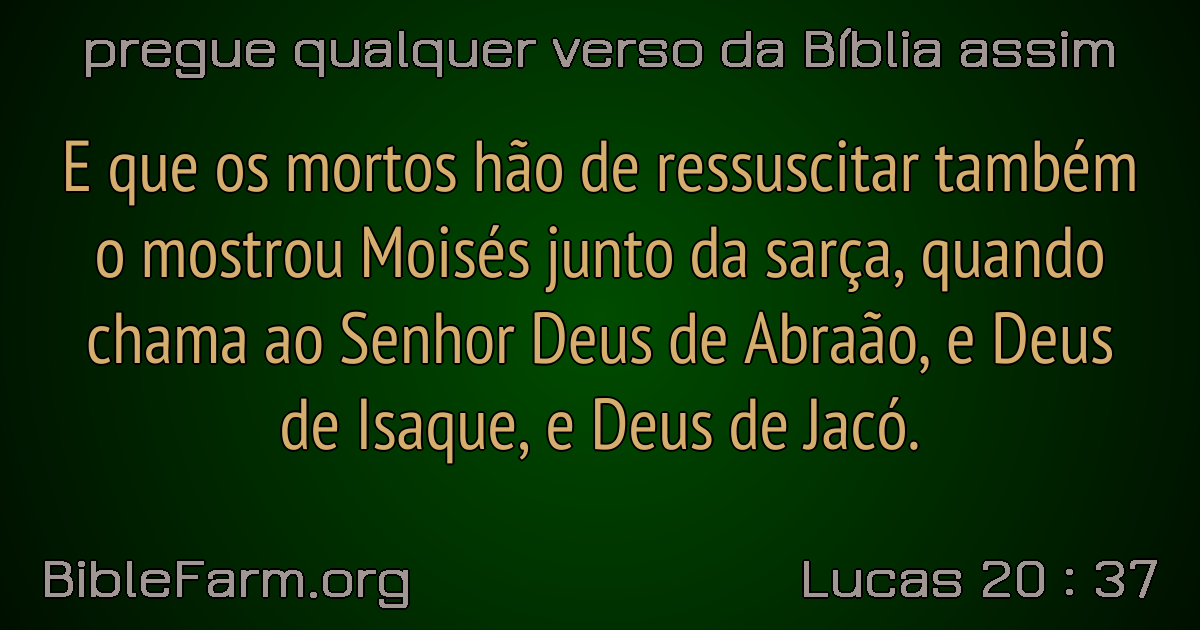 pregue qualquer verso da Bíblia assim
E que os mortos hão de ressuscitar também
o mostrou Moisés junto da sarça, quando
chama ao Senhor Deus de Abraão, e Deus
de Isaque, e Deus de Jacó.
BibleFarm.org
Lucas 20 : 37